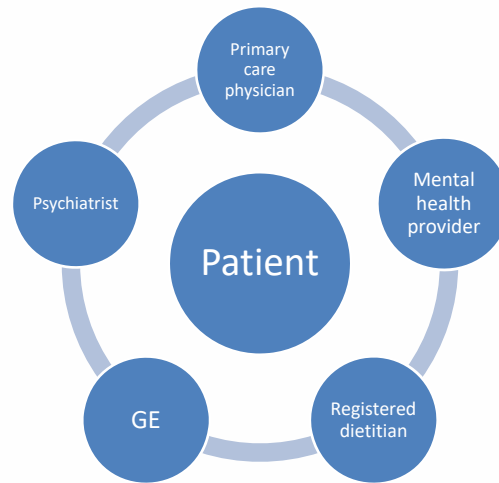 Primary
care
physician
Mental
health
provider
Registered
dietitian
GE
Psychiatrist
Patient